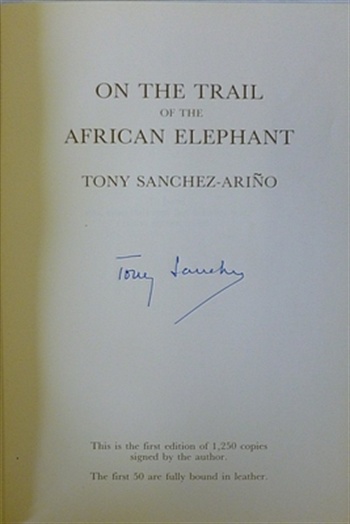 ON THE TRAIL
OF THE
AFRICAN ELEPHANT
TONY SANCHEZ-ARIÑO
Tony Sanchez
This is the first edition of 1,250 copies
signed by the author.
The first 50 are fully bound in leather.